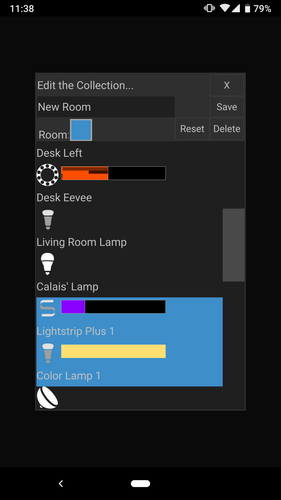 11:38
79%
Edit the Collection...
X
New Room
Save
Room:
Reset
Delete
Desk Left
Desk Eevee
Living Room Lamp
Calais' Lamp
Lightstrip Plus 1
Color Lamp 1